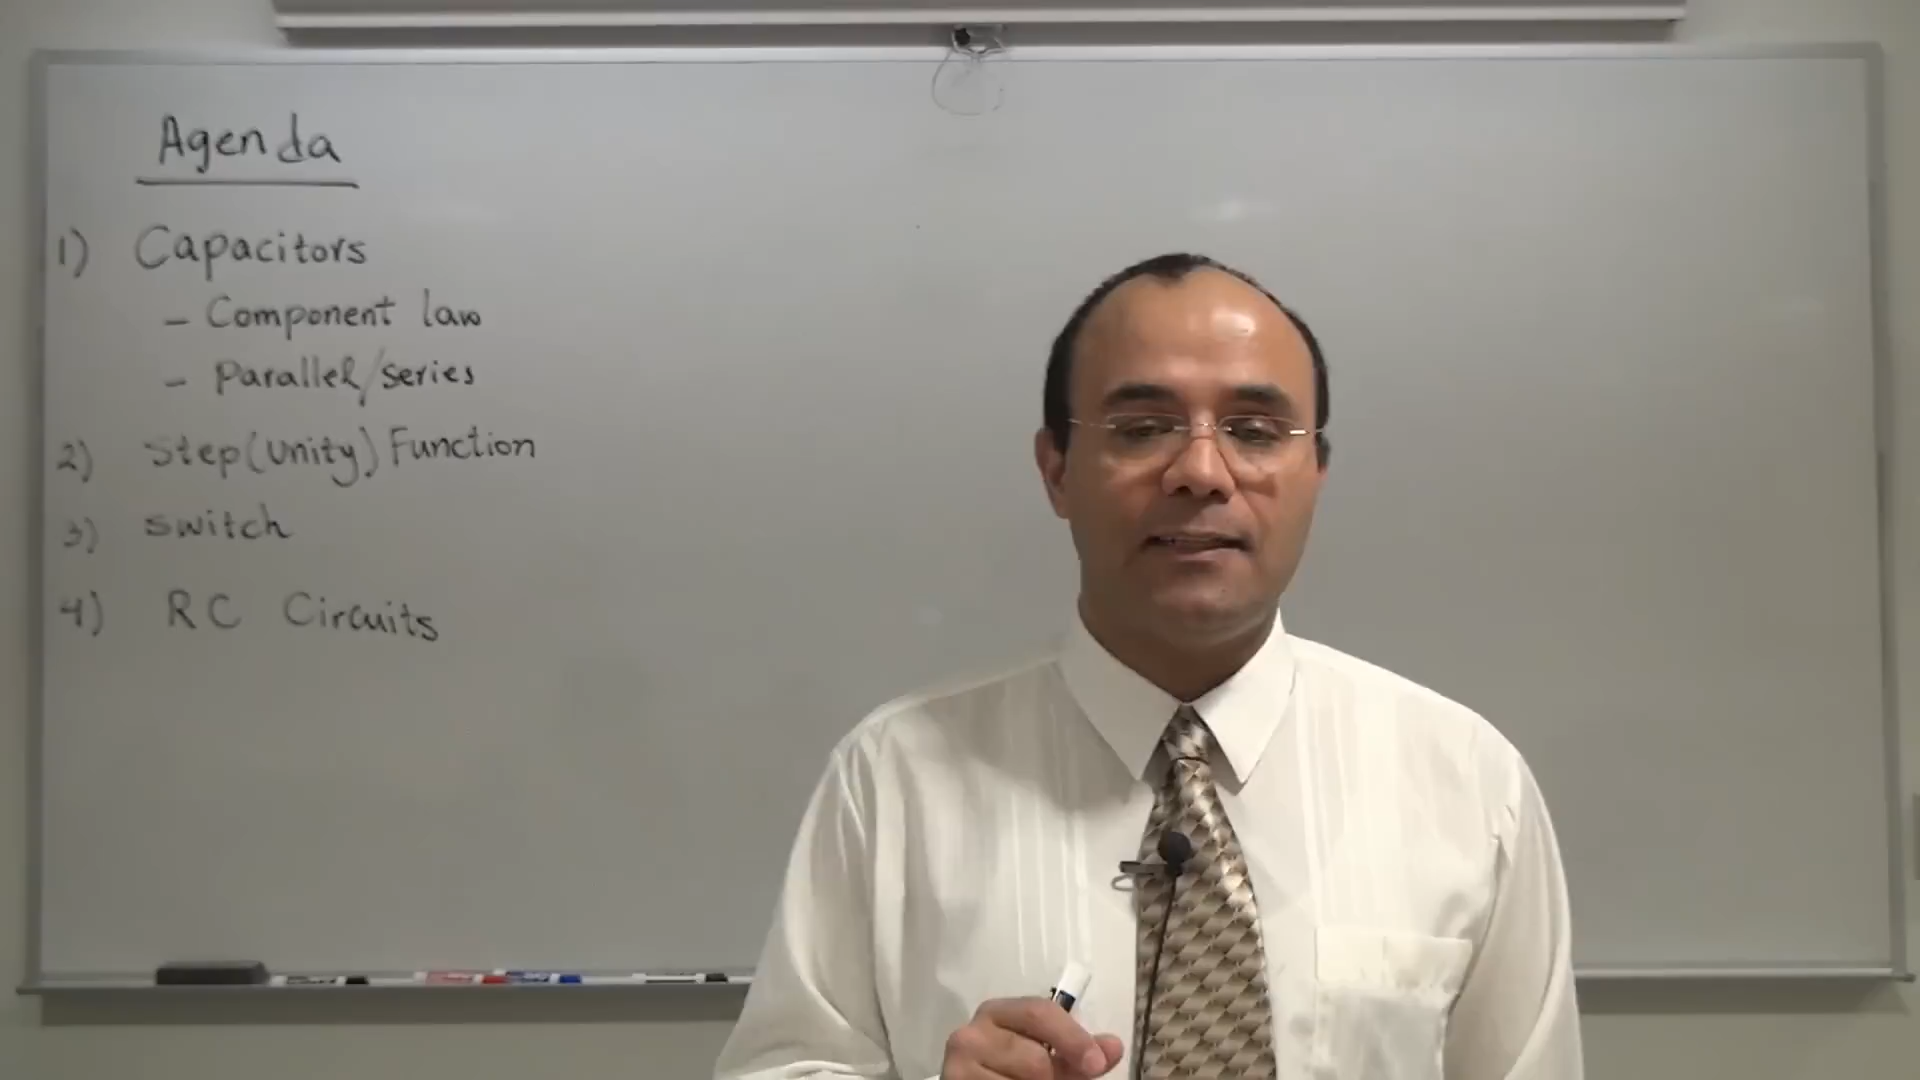 Agenda
1) Capacitors
- Component law
- Parallel/series
2) Step(Unity) Function
3) Switch
4) RC Circuits